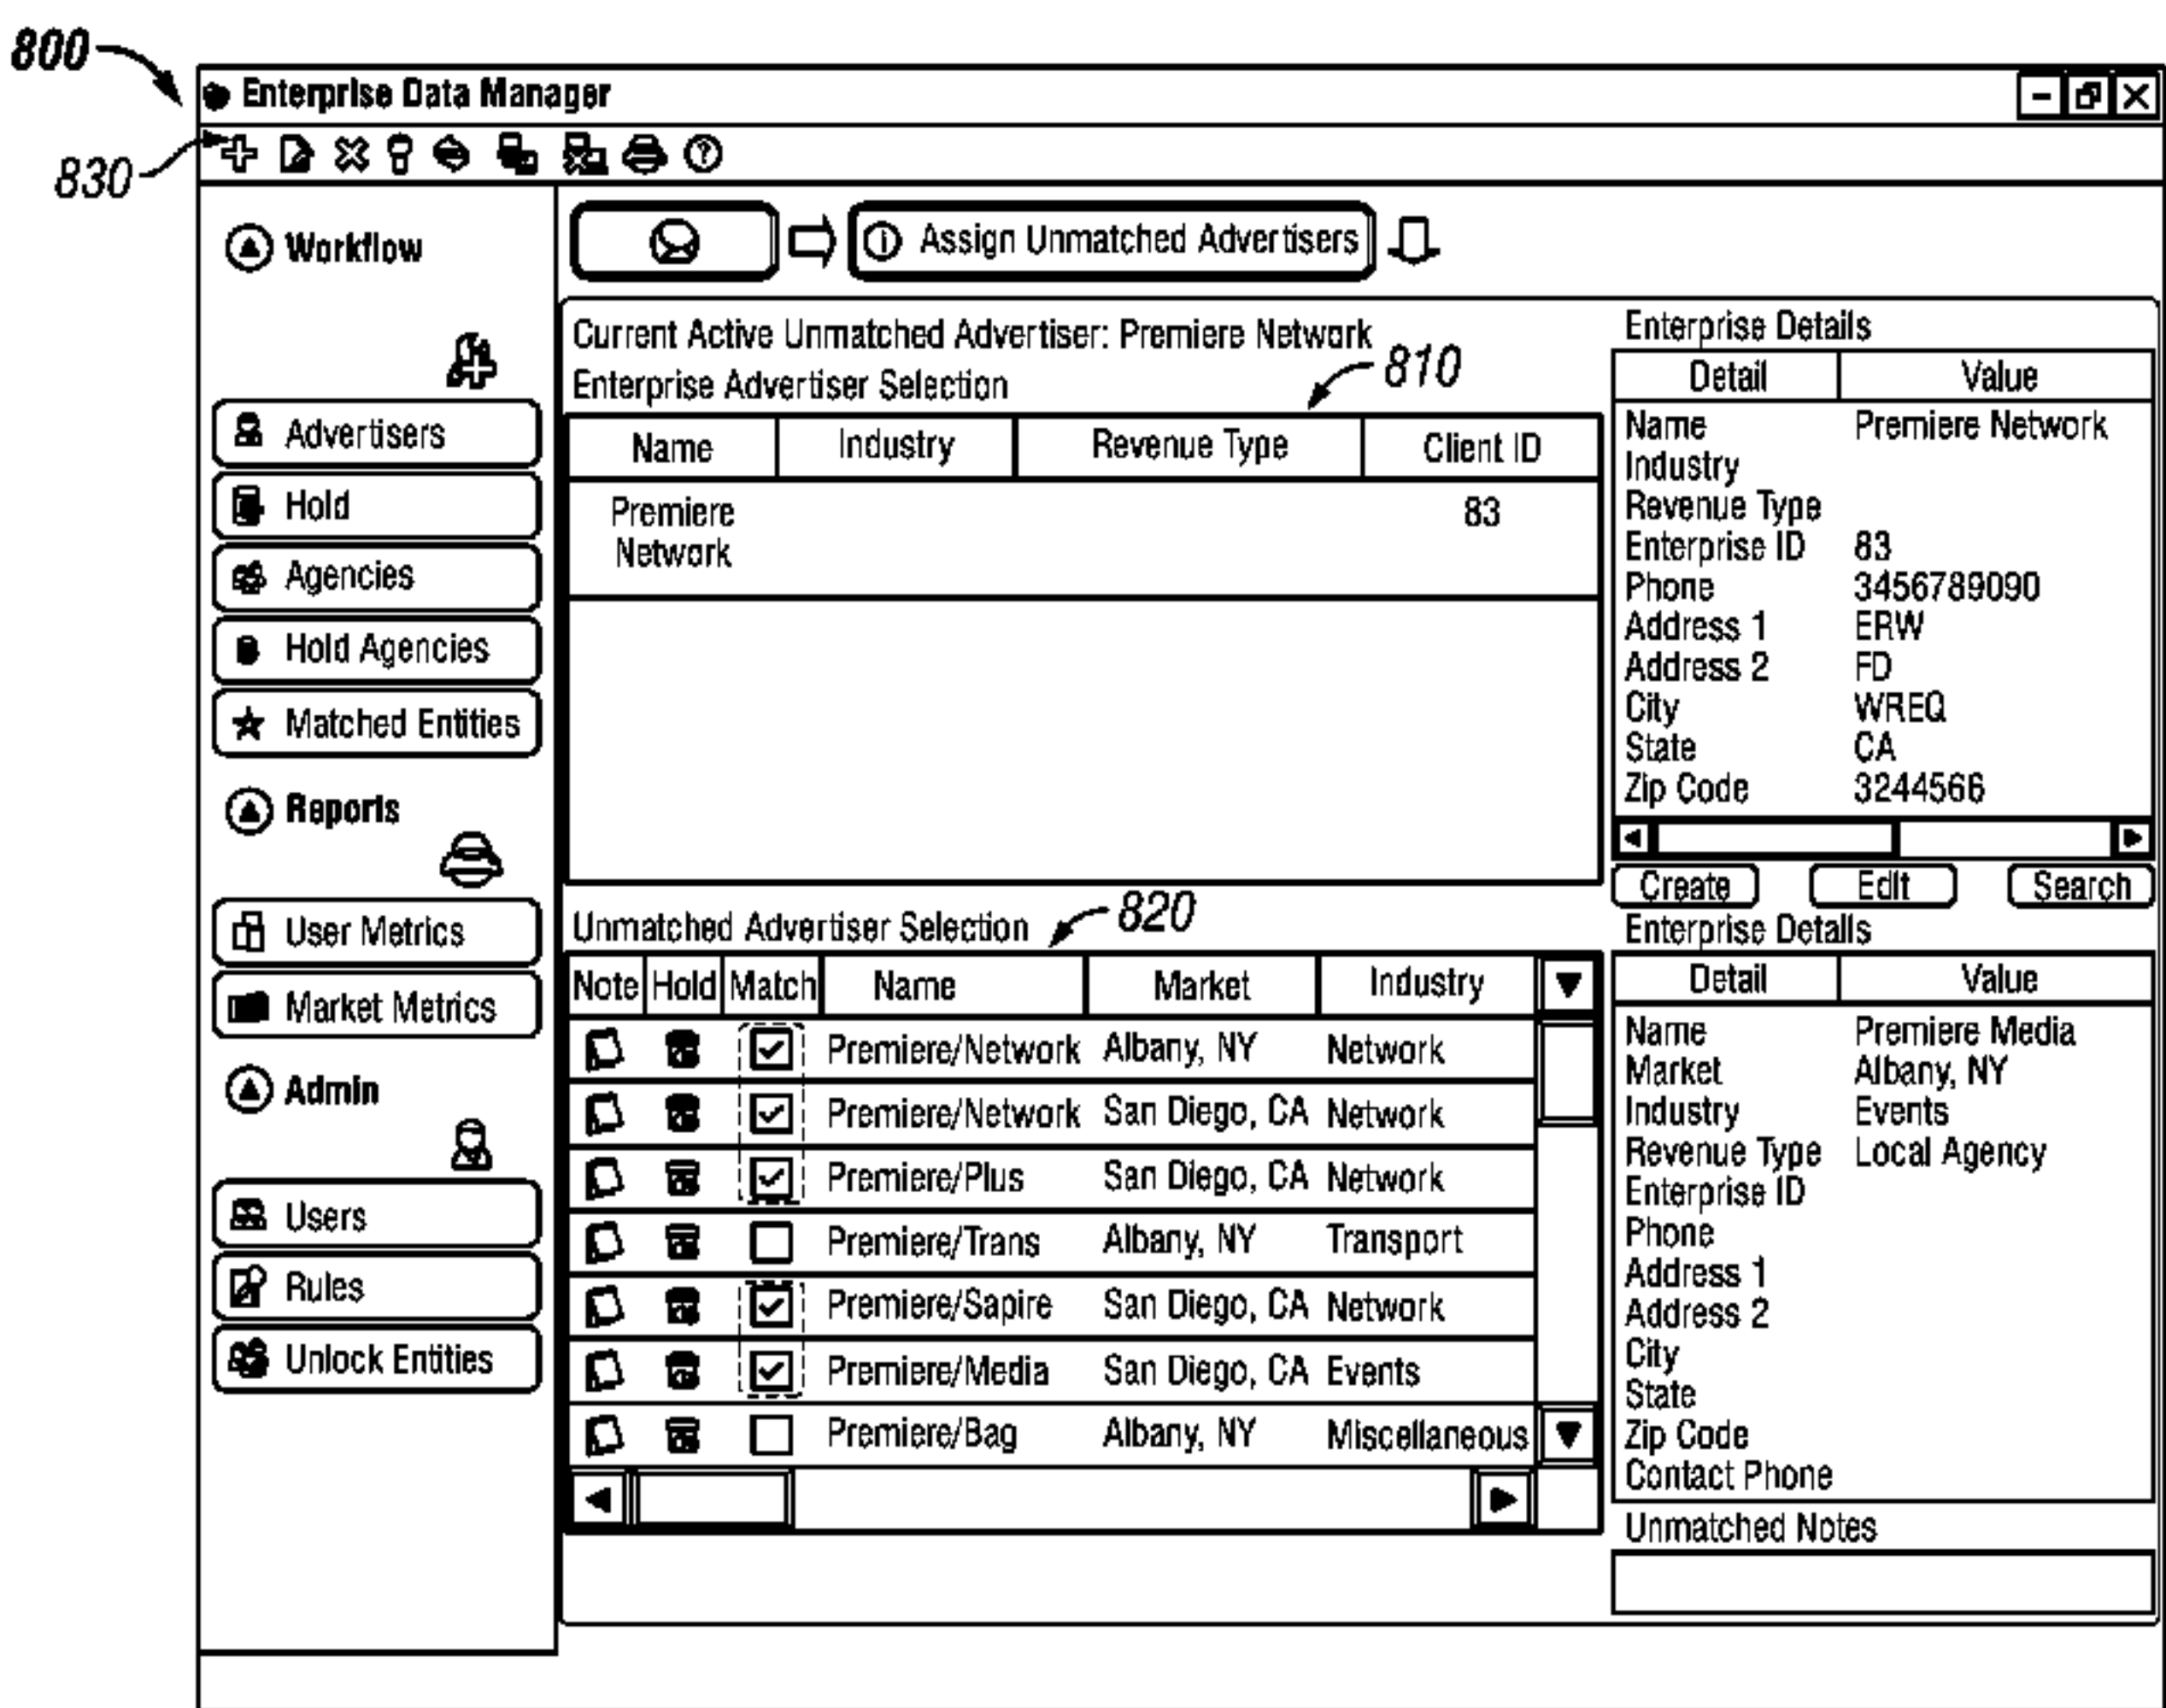 800
Enterprise Data Manager
830
Workflow
Assign Unmatched Advertisers
Current Active Unmatched Advertiser: Premiere Network
Enterprise Advertiser Selection
810
Name Industry Revenue Type Client ID
Premiere 83
Network
Advertisers
Hold
Agencies
Hold Agencies
Matched Entities
Reports
User Metrics
Market Metrics
Admin
Users
Rules
Unlock Entities
Unmatched Advertiser Selection
820
Note Hold Match Name Market Industry
Premiere/Network Albany, NY Network
Premiere/Network San Diego, CA Network
Premiere/Plus San Diego, CA Network
Premiere/Trans Albany, NY Transport
Premiere/Sapire San Diego, CA Network
Premiere/Media San Diego, CA Events
Premiere/Bag Albany, NY Miscellaneous
Enterprise Details
Detail Value
Name Premiere Network
Industry
Revenue Type
Enterprise ID 83
Phone 3456789090
Address 1 ERW
Address 2 FD
City WREQ
State CA
Zip Code 3244566
Create Edit Search
Enterprise Details
Detail Value
Name Premiere Media
Market Albany, NY
Industry Events
Revenue Type Local Agency
Enterprise ID
Phone
Address 1
Address 2
City
State
Zip Code
Contact Phone
Unmatched Notes